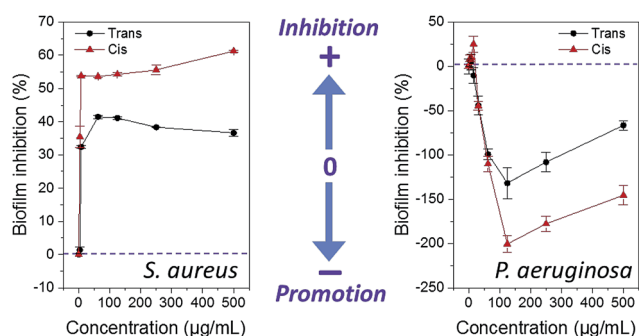 Trans
Cis
Biofilm inhibition (%)
70
60
50
40
30
20
10
0
-10
0 100 200 300 400 500
S. aureus
Concentration (µg/mL)
Inhibition
+
0
−
Promotion
Trans
Cis
Biofilm inhibition (%)
50
0
-50
-100
-150
-200
-250
0 100 200 300 400 500
P. aeruginosa
Concentration (µg/mL)